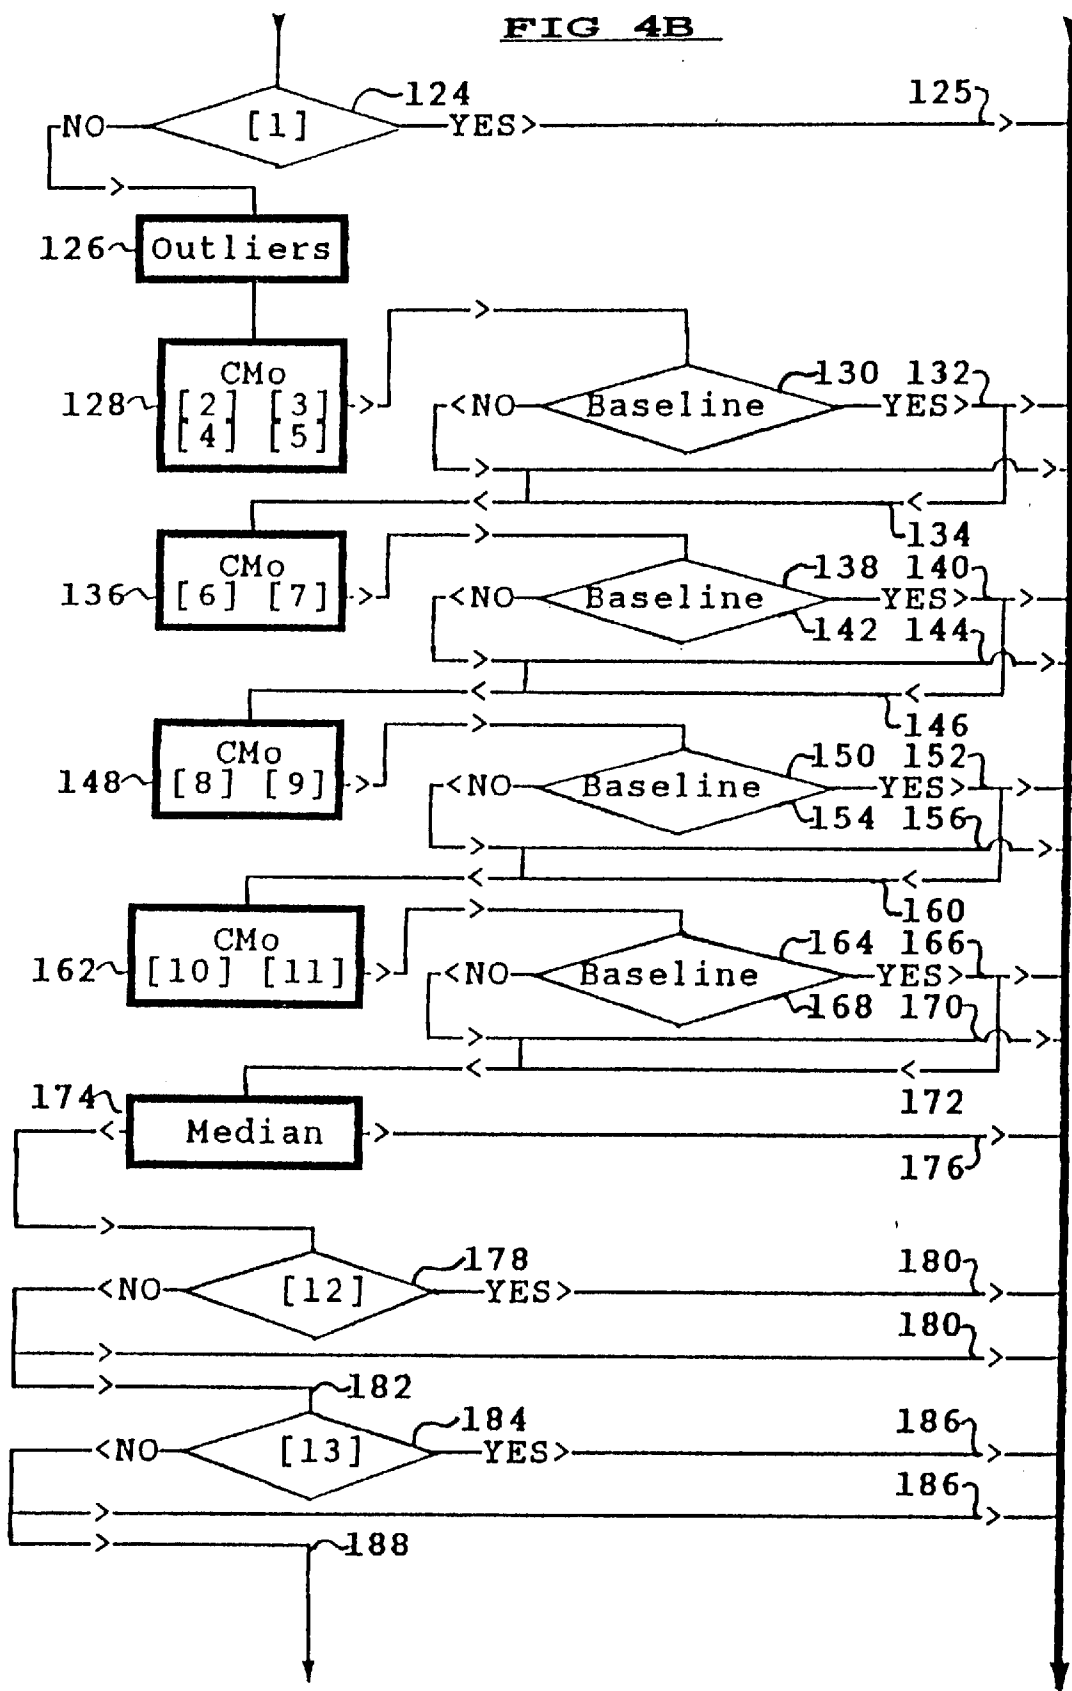 FIG 4B
124
125
NO [1] YES>
126 Outliers
CMo
130 132
128 [2] [3] <NO Baseline YES>
[4] [5]
134
CMo
138 140
136 [6] [7] <NO Baseline YES>
142 144
146
CMo
150 152
148 [8] [9] <NO Baseline YES>
154 156
160
CMo
164 166
162 [10] [11] <NO Baseline YES>
168 170
172
174
Median
176
178
180
<NO [12] YES>
180
182
184
186
<NO [13] YES>
186
188